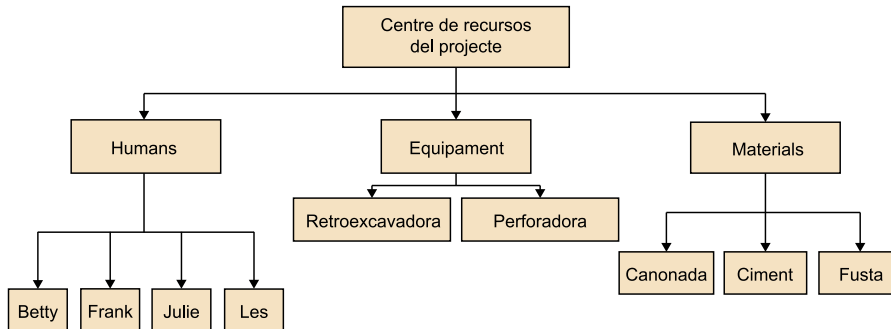 Centre de recursos
del projecte
Humans
Equipament
Materials
Retroexcavadora
Perforadora
Canonada
Ciment
Fusta
Betty
Frank
Julie
Les